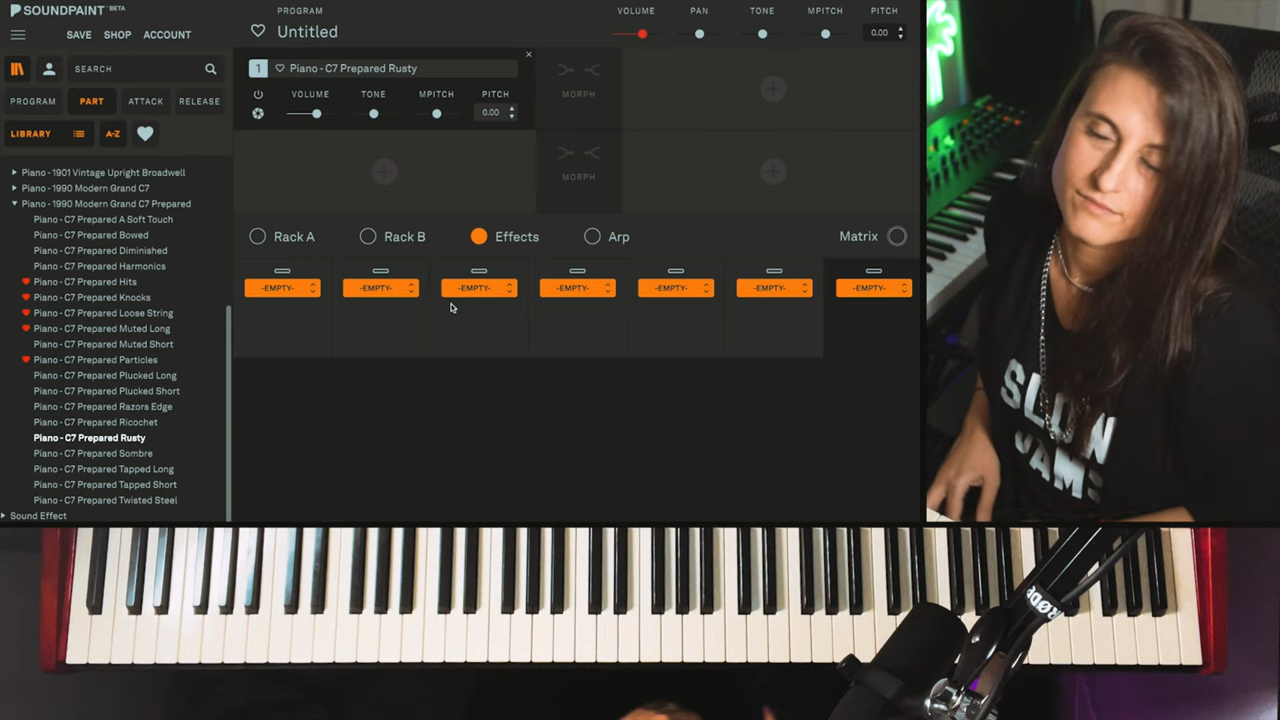 SOUNDPAINT BETA
SAVE SHOP ACCOUNT
SEARCH
PROGRAM PART ATTACK RELEASE
LIBRARY A-Z
Piano - 1901 Vintage Upright Broadwell
Piano - 1990 Modern Grand C7
Piano - 1990 Modern Grand C7 Prepared
Piano - C7 Prepared A Soft Touch
Piano - C7 Prepared Bowed
Piano - C7 Prepared Diminished
Piano - C7 Prepared Harmonics
Piano - C7 Prepared Hits
Piano - C7 Prepared Knocks
Piano - C7 Prepared Loose String
Piano - C7 Prepared Muted Long
Piano - C7 Prepared Muted Short
Piano - C7 Prepared Particles
Piano - C7 Prepared Plucked Long
Piano - C7 Prepared Plucked Short
Piano - C7 Prepared Razors Edge
Piano - C7 Prepared Ricochet
Piano - C7 Prepared Rusty
Piano - C7 Prepared Sombre
Piano - C7 Prepared Tapped Long
Piano - C7 Prepared Tapped Short
Piano - C7 Prepared Twisted Steel
Sound Effect
PROGRAM
Untitled
VOLUME PAN TONE MPITCH PITCH
0.00
1 Piano - C7 Prepared Rusty
VOLUME TONE MPITCH PITCH
0.00
MORPH
MORPH
Rack A Rack B Effects Arp Matrix
-EMPTY- -EMPTY- -EMPTY- -EMPTY- -EMPTY- -EMPTY- -EMPTY-
SLOW
JAMS
RØDE